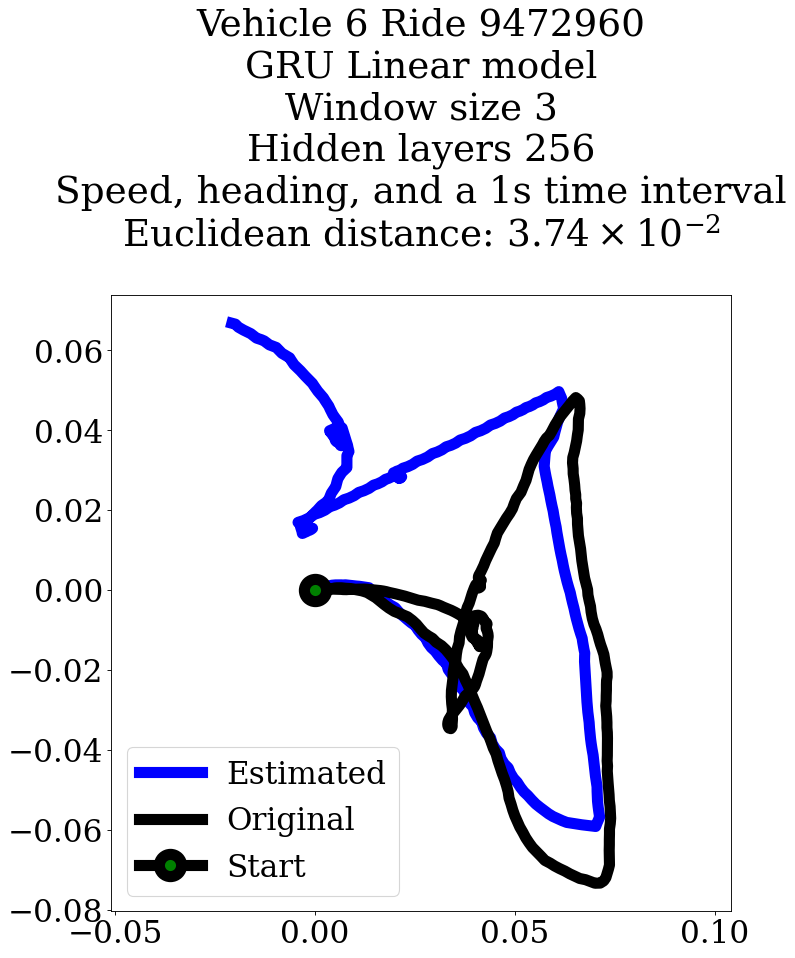 Vehicle 6 Ride 9472960
GRU Linear model
Window size 3
Hidden layers 256
Speed, heading, and a 1s time interval
Euclidean distance: 3.74 × 10⁻²
0.06
0.04
0.02
0.00
−0.02
−0.04
−0.06
−0.08
Estimated
Original
Start
−0.05 0.00 0.05 0.10